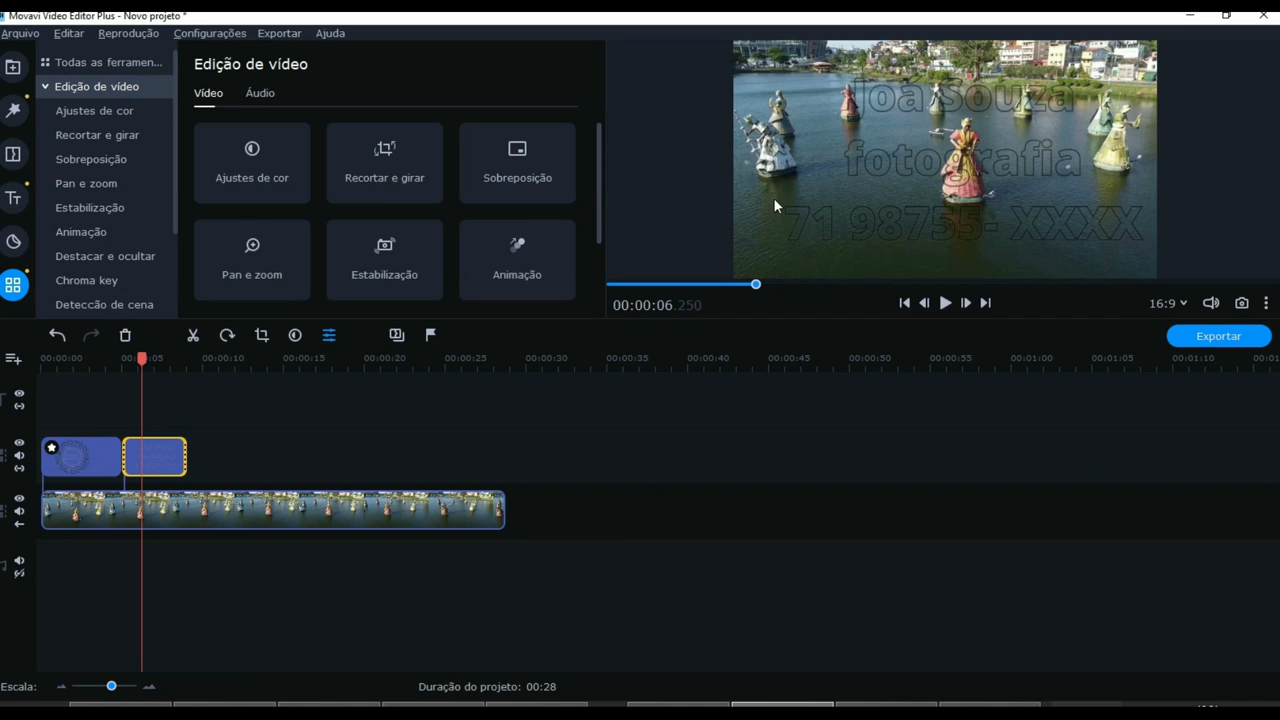 Movavi Video Editor Plus - Novo projeto *
Arquivo Editar Reprodução Configurações Exportar Ajuda
Todas as ferramen...
Edição de vídeo
Ajustes de cor
Recortar e girar
Sobreposição
Pan e zoom
Estabilização
Animação
Destacar e ocultar
Chroma key
Detecção de cena
Edição de vídeo
Vídeo Áudio
Ajustes de cor Recortar e girar Sobreposição
Pan e zoom Estabilização Animação
Joa Souza
fotografia
71 98755- XXXX
00:00:06.250
16:9
Exportar
00:00:00 00:00:05 00:00:10 00:00:15 00:00:20 00:00:25 00:00:30 00:00:35 00:00:40 00:00:45 00:00:50 00:00:55 00:01:00 00:01:05 00:01:10
Escala:
Duração do projeto: 00:28